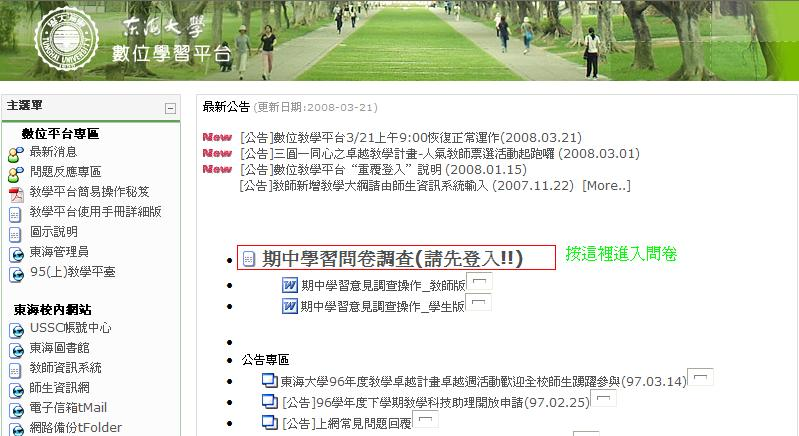 東海大學
數位學習平台
主選單
數位平台專區
最新消息
問題反應專區
教學平台簡易操作秘笈
教學平台使用手冊詳細版
圖示說明
東海管理員
95(上)教學平臺
東海校內網站
USSC帳號中心
東海圖書館
教師資訊系統
師生資訊網
電子信箱tMail
網路備份tFolder
最新公告 (更新日期:2008-03-21)
New [公告]數位教學平台3/21上午9:00恢復正常運作(2008.03.21)
New [公告]三圓一同心之卓越教學計畫-人氣教師票選活動起跑囉 (2008.03.01)
New [公告]數位教學平台“重覆登入”說明 (2008.01.15)
[公告]教師新增教學大綱請由師生資訊系統輸入 (2007.11.22) [More..]
期中學習問卷調查(請先登入!!)
按這裡進入問卷
期中學習意見調查操作_教師版
期中學習意見調查操作_學生版
公告專區
東海大學96年度教學卓越計畫卓越週活動歡迎全校師生踴躍參與(97.03.14)
[公告]96學年度下學期教學科技助理開放申請(97.02.25)
[公告]上網常見問題回覆